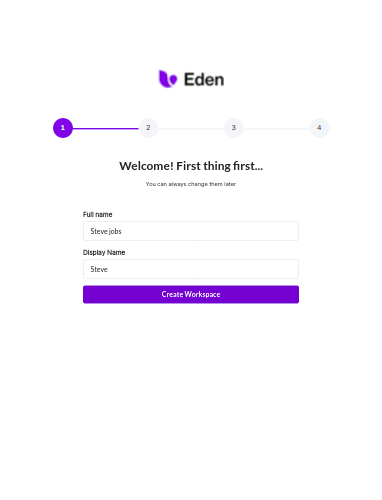 Eden
1 2 3 4
Welcome! First thing first...
You can always change them later
Full name
Steve jobs
Display Name
Steve
Create Workspace